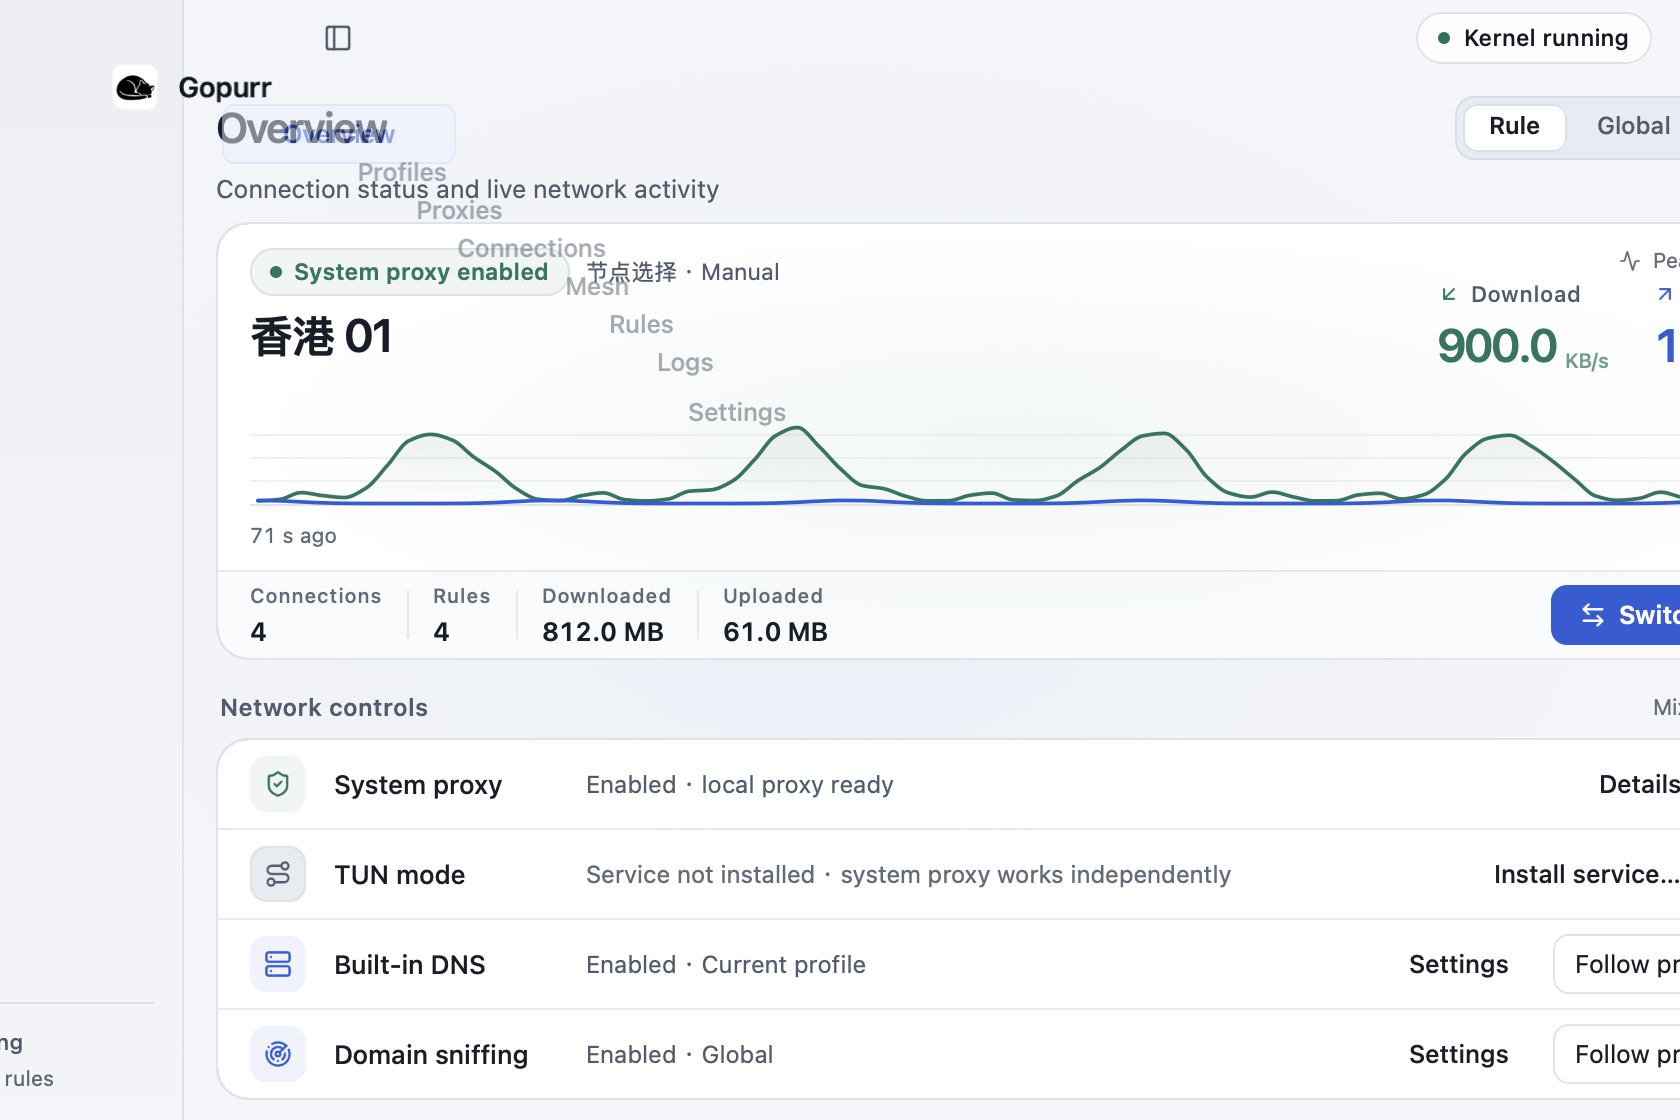 Kernel running
Gopurr
Overview
Overview
Rule Global
Profiles
Connection status and live network activity
Proxies
Connections
System proxy enabled 节点选择 · Manual
Mesh
Download
香港 01
Rules
900.0 KB/s
Logs
Settings
71 s ago
Connections Rules Downloaded Uploaded
4 4 812.0 MB 61.0 MB
Network controls
System proxy Enabled · local proxy ready Details
TUN mode Service not installed · system proxy works independently Install service...
Built-in DNS Enabled · Current profile Settings Follow
Domain sniffing Enabled · Global Settings Follow
rules